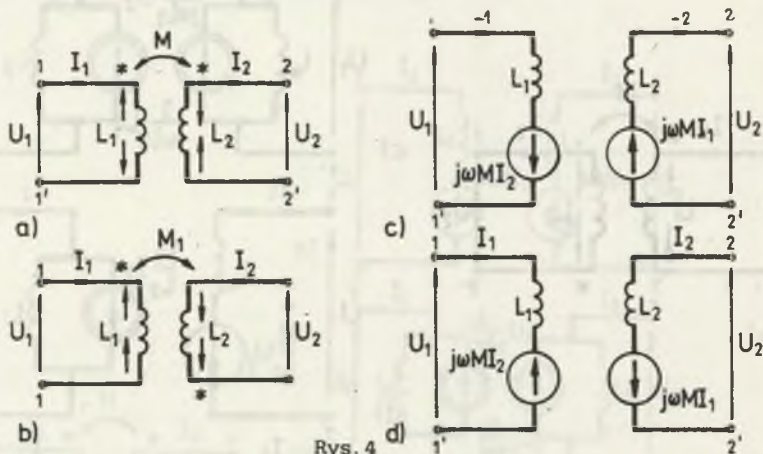 M
1 I₁ * * I₂ 2
U₁ L₁ L₂ U₂
1' 2'
a)
M₁
1 I₁ * I₂
U₁ L₁ L₂ U₂
1 *
b)
-1 -2 2
L₁ L₂
U₁ jωMI₁ U₂
jωMI₂
1' 2'
c)
1 I₁ I₂ 2
L₁ L₂
U₁ jωMI₂ U₂
jωMI₁
d) 1' 2'
Rys. 4